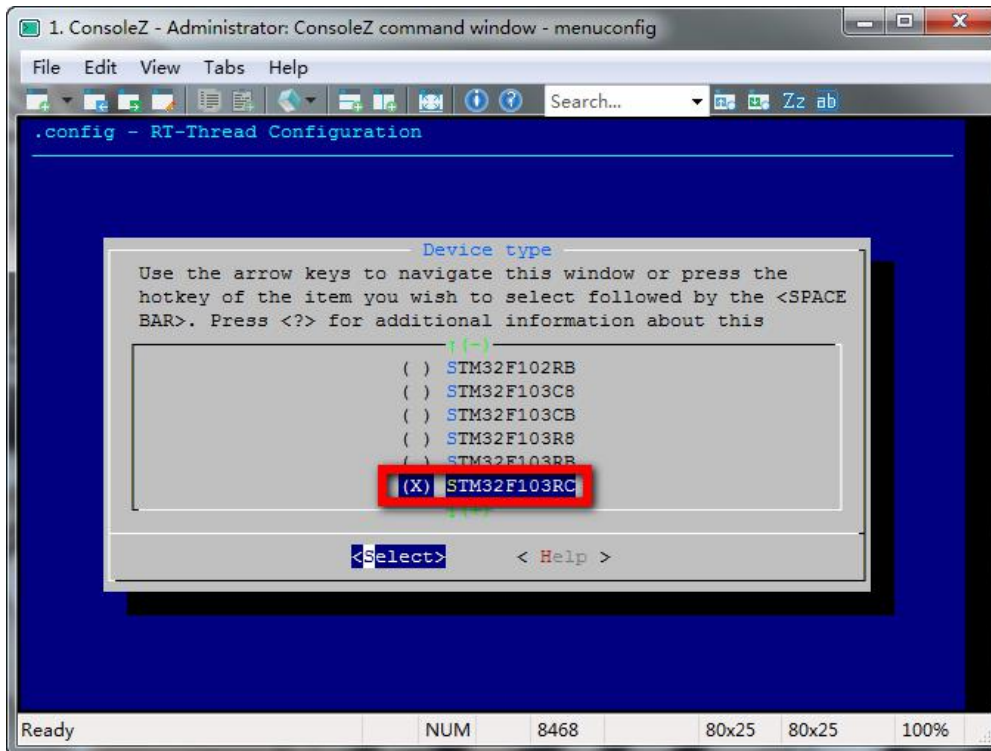 1. ConsoleZ - Administrator: ConsoleZ command window - menuconfig
File Edit View Tabs Help
Search... Zz ab
.config - RT-Thread Configuration
Device type
Use the arrow keys to navigate this window or press the
hotkey of the item you wish to select followed by the <SPACE
BAR>. Press <?> for additional information about this
↑(-)
( ) STM32F102RB
( ) STM32F103C8
( ) STM32F103CB
( ) STM32F103R8
( ) STM32F103RB
(X) STM32F103RC
↓(+)
<Select> < Help >
Ready NUM 8468 80x25 80x25 100%